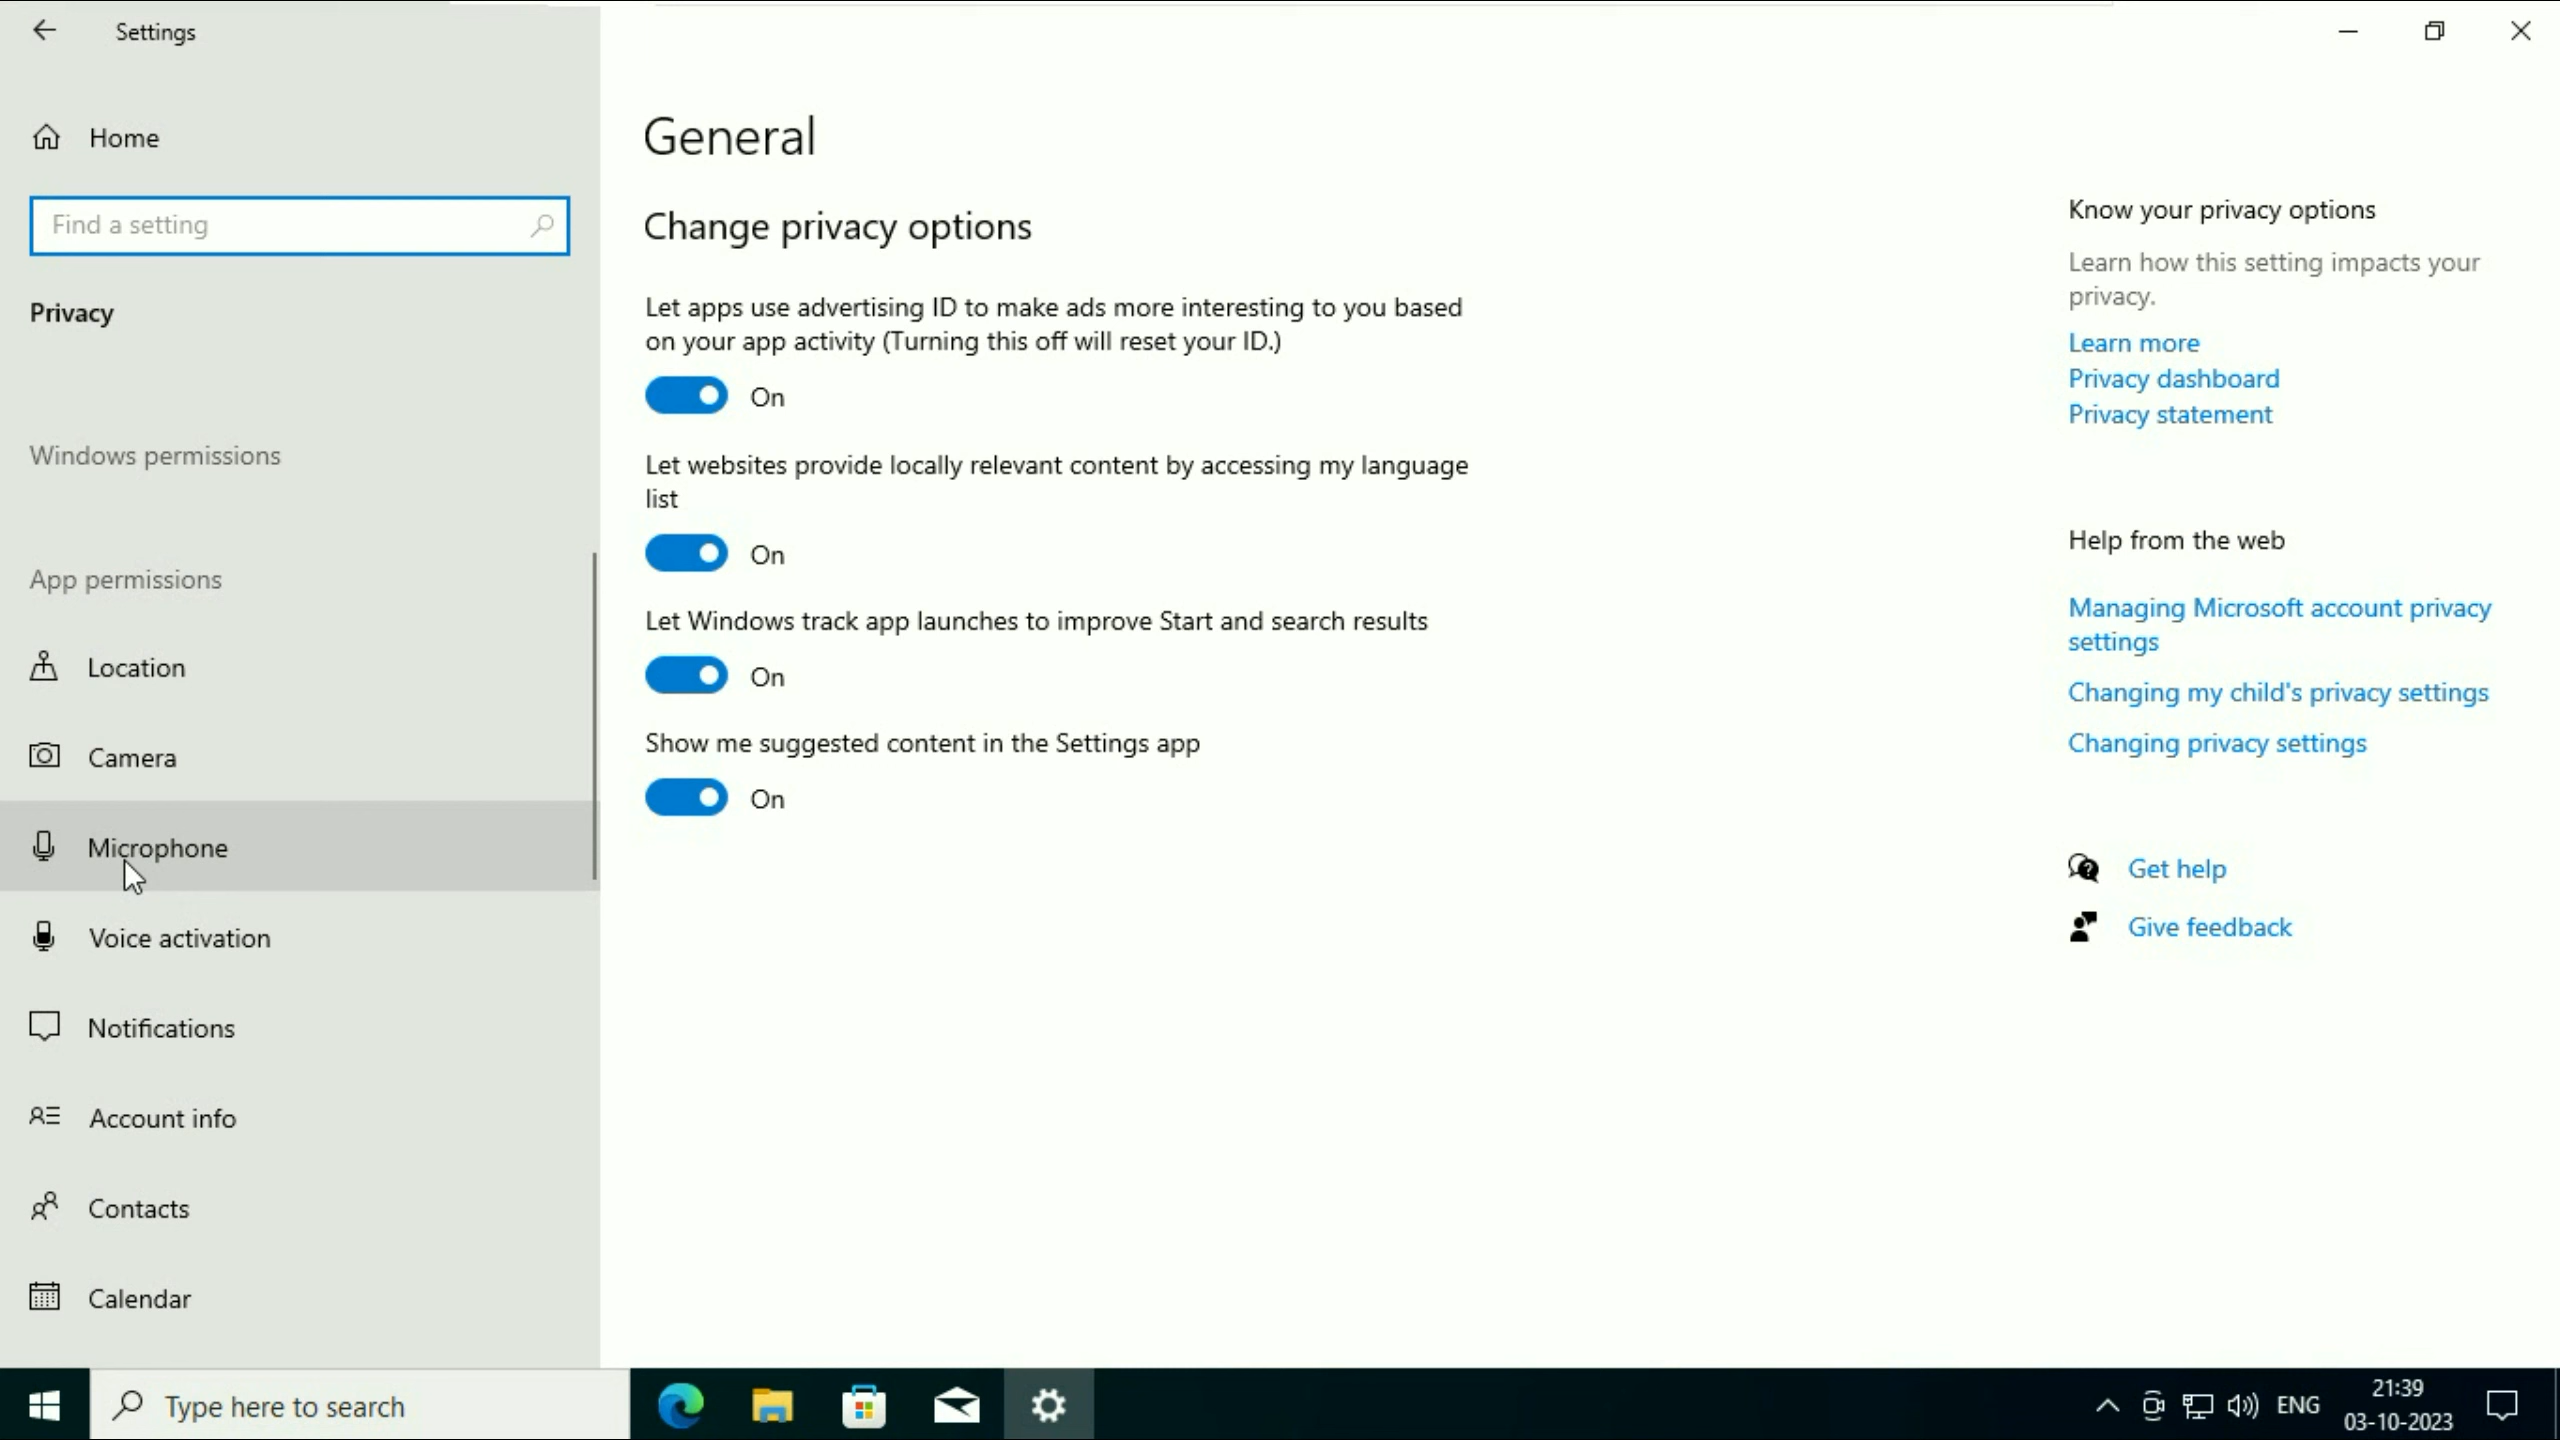 Settings
Home
Find a setting
Privacy
Windows permissions
App permissions
Location
Camera
Microphone
Voice activation
Notifications
Account info
Contacts
Calendar
General
Change privacy options
Let apps use advertising ID to make ads more interesting to you based
on your app activity (Turning this off will reset your ID.)
On
Let websites provide locally relevant content by accessing my language
list
On
Let Windows track app launches to improve Start and search results
On
Show me suggested content in the Settings app
On
Know your privacy options
Learn how this setting impacts your
privacy.
Learn more
Privacy dashboard
Privacy statement
Help from the web
Managing Microsoft account privacy
settings
Changing my child's privacy settings
Changing privacy settings
Get help
Give feedback
Type here to search
ENG
21:39
03-10-2023